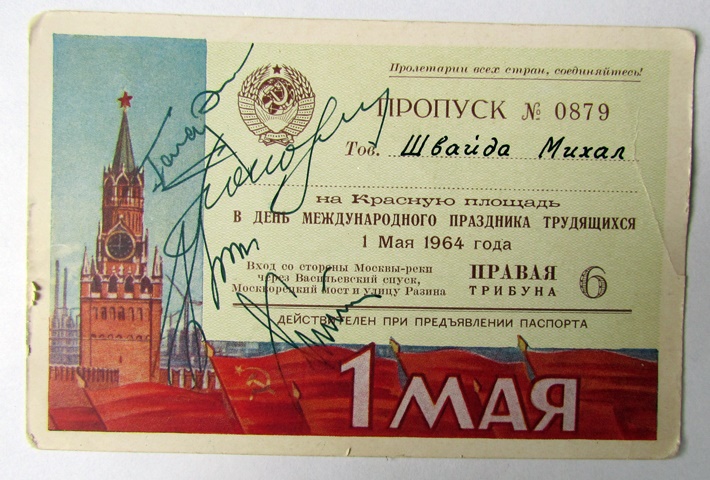 Пролетарии всех стран, соединяйтесь!
ПРОПУСК № 0879
Тов. Швайда Михал
на Красную площадь
В ДЕНЬ МЕЖДУНАРОДНОГО ПРАЗДНИКА ТРУДЯЩИХСЯ
1 Мая 1964 года
Вход со стороны Москвы-реки
через Васильевский спуск,
Москворецкий мост и улицу Разина
ПРАВАЯ
ТРИБУНА 6
ДЕЙСТВИТЕЛЕН ПРИ ПРЕДЪЯВЛЕНИИ ПАСПОРТА
1 МАЯ